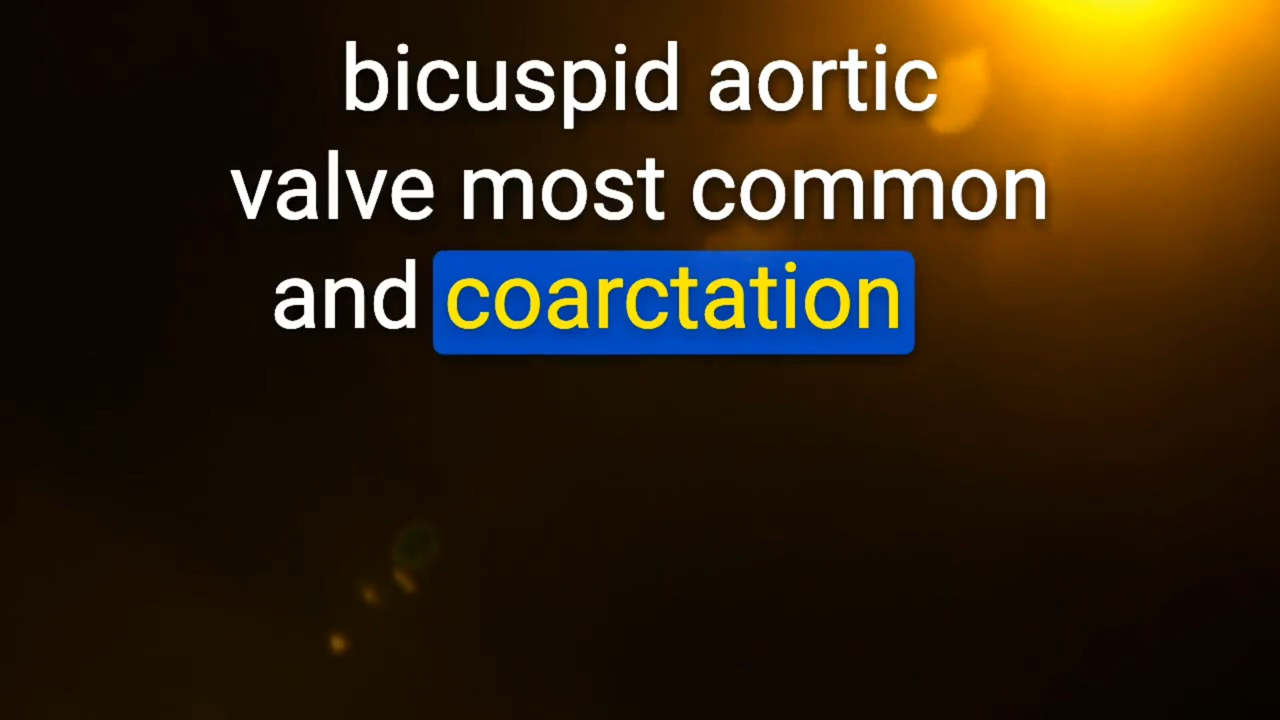 bicuspid aortic
valve most common
and coarctation